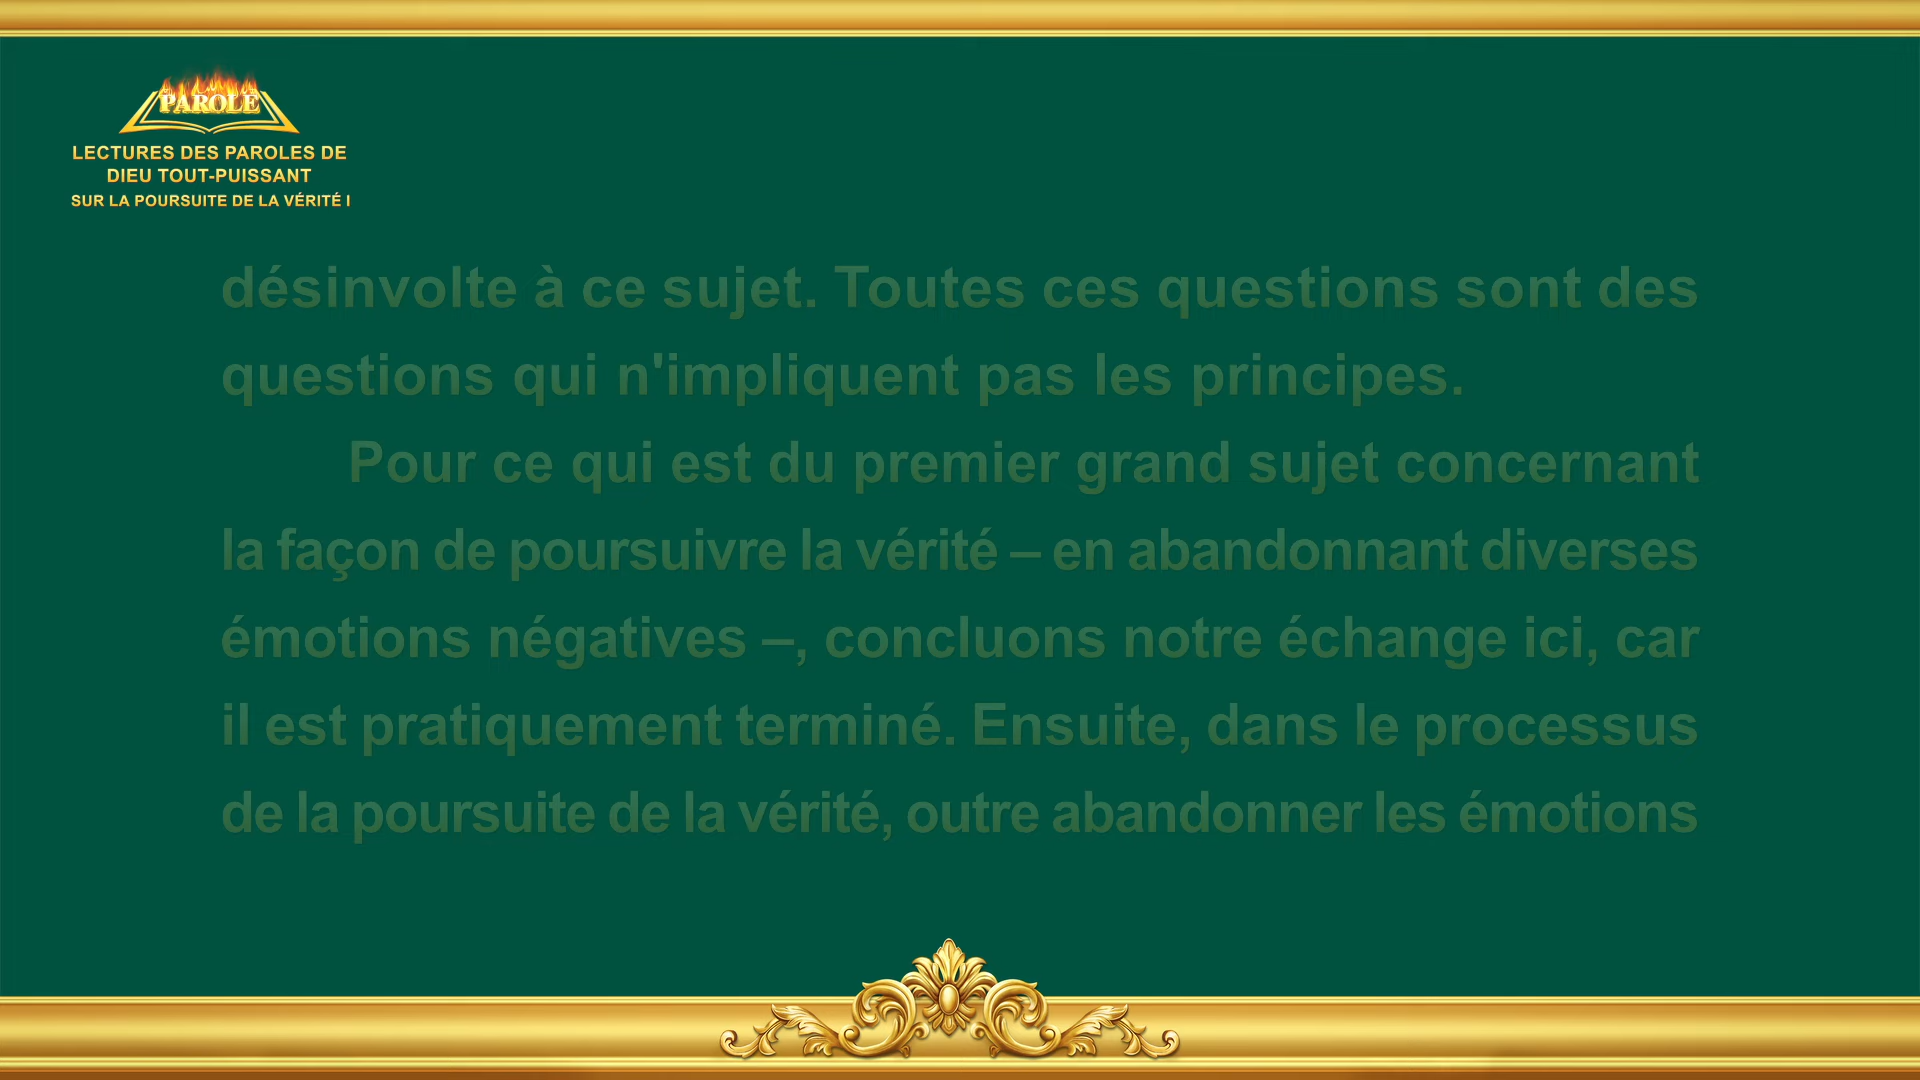 PAROLE
LECTURES DES PAROLES DE
DIEU TOUT-PUISSANT
SUR LA POURSUITE DE LA VÉRITÉ I
désinvolte à ce sujet. Toutes ces questions sont des
questions qui n'impliquent pas les principes.
Pour ce qui est du premier grand sujet concernant
la façon de poursuivre la vérité – en abandonnant diverses
émotions négatives –, concluons notre échange ici, car
il est pratiquement terminé. Ensuite, dans le processus
de la poursuite de la vérité, outre abandonner les émotions